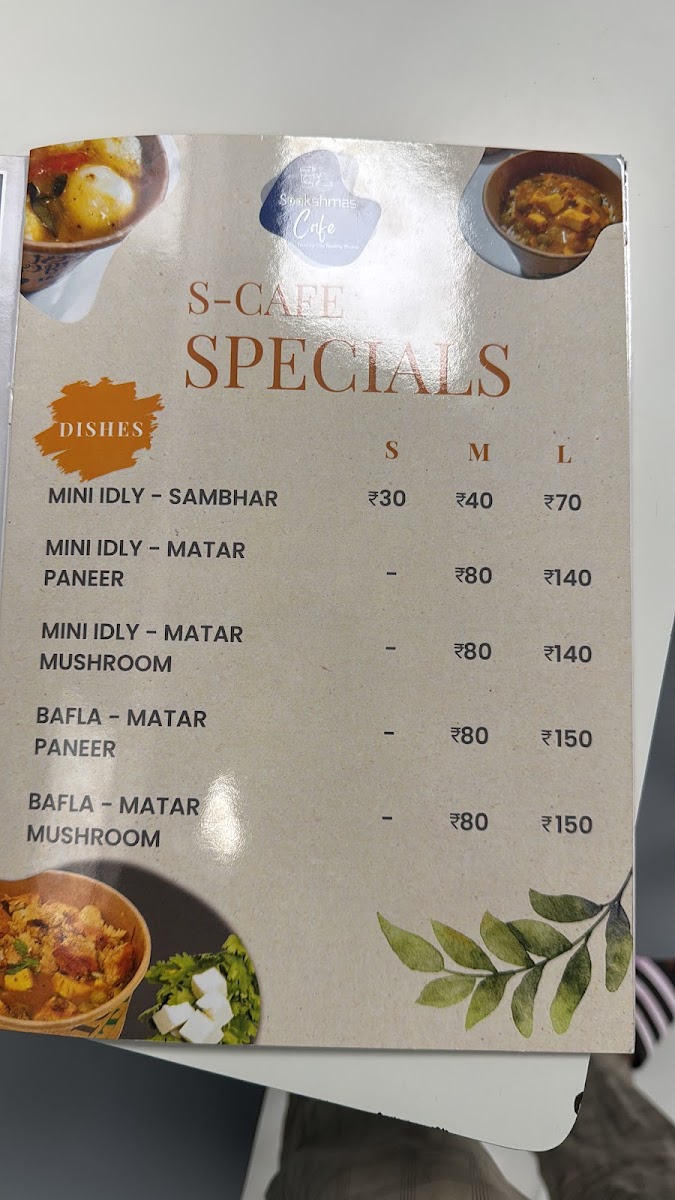 Sookshmas
Cafe
S-CAFE
SPECIALS
DISHES
S M L
MINI IDLY - SAMBHAR ₹30 ₹40 ₹70
MINI IDLY - MATAR
PANEER - ₹80 ₹140
MINI IDLY - MATAR
MUSHROOM - ₹80 ₹140
BAFLA - MATAR
PANEER - ₹80 ₹150
BAFLA - MATAR
MUSHROOM - ₹80 ₹150